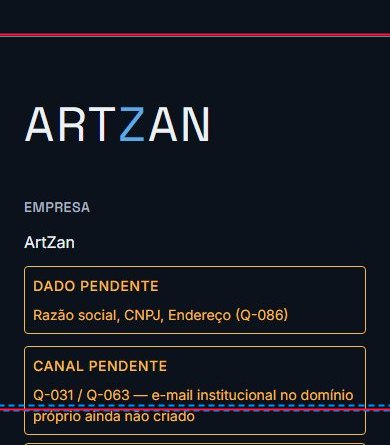 ARTZAN
EMPRESA
ArtZan
DADO PENDENTE
Razão social, CNPJ, Endereço (Q-086)
CANAL PENDENTE
Q-031 / Q-063 — e-mail institucional no domínio
próprio ainda não criado